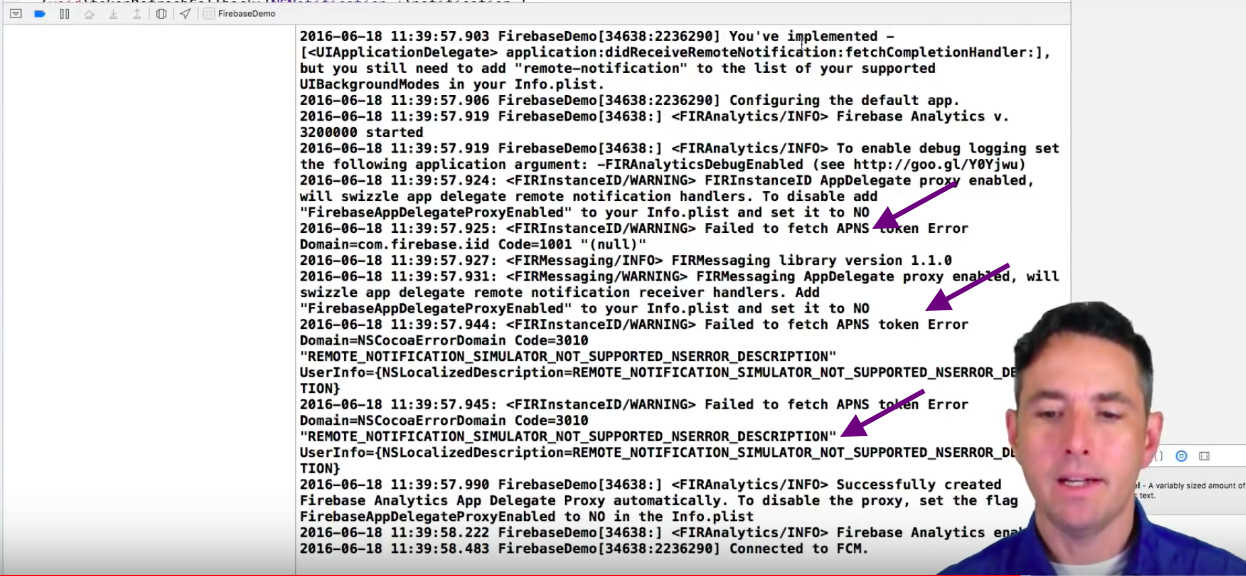 FirebaseDemo
2016-06-18 11:39:57.903 FirebaseDemo[34638:2236290] You've implemented -
[<UIApplicationDelegate> application:didReceiveRemoteNotification:fetchCompletionHandler:],
but you still need to add "remote-notification" to the list of your supported
UIBackgroundModes in your Info.plist.
2016-06-18 11:39:57.906 FirebaseDemo[34638:2236290] Configuring the default app.
2016-06-18 11:39:57.919 FirebaseDemo[34638:] <FIRAnalytics/INFO> Firebase Analytics v.
3200000 started
2016-06-18 11:39:57.919 FirebaseDemo[34638:] <FIRAnalytics/INFO> To enable debug logging set
the following application argument: -FIRAnalyticsDebugEnabled (see http://goo.gl/Y0Yjwu)
2016-06-18 11:39:57.924: <FIRInstanceID/WARNING> FIRInstanceID AppDelegate proxy enabled,
will swizzle app delegate remote notification handlers. To disable add
"FirebaseAppDelegateProxyEnabled" to your Info.plist and set it to NO
2016-06-18 11:39:57.925: <FIRInstanceID/WARNING> Failed to fetch APNS token Error
Domain=com.firebase.iid Code=1001 "(null)"
2016-06-18 11:39:57.927: <FIRMessaging/INFO> FIRMessaging library version 1.1.0
2016-06-18 11:39:57.931: <FIRMessaging/WARNING> FIRMessaging AppDelegate proxy enabled, will
swizzle app delegate remote notification receiver handlers. Add
"FirebaseAppDelegateProxyEnabled" to your Info.plist and set it to NO
2016-06-18 11:39:57.944: <FIRInstanceID/WARNING> Failed to fetch APNS token Error
Domain=NSCocoaErrorDomain Code=3010
"REMOTE_NOTIFICATION_SIMULATOR_NOT_SUPPORTED_NSERROR_DESCRIPTION"
UserInfo={NSLocalizedDescription=REMOTE_NOTIFICATION_SIMULATOR_NOT_SUPPORTED_NSERROR_DE
TION}
2016-06-18 11:39:57.945: <FIRInstanceID/WARNING> Failed to fetch APNS token Error
Domain=NSCocoaErrorDomain Code=3010
"REMOTE_NOTIFICATION_SIMULATOR_NOT_SUPPORTED_NSERROR_DESCRIPTION"
UserInfo={NSLocalizedDescription=REMOTE_NOTIFICATION_SIMULATOR_NOT_SUPPORTED_NSERROR_DE
TION}
2016-06-18 11:39:57.990 FirebaseDemo[34638:] <FIRAnalytics/INFO> Successfully created
Firebase Analytics App Delegate Proxy automatically. To disable the proxy, set the flag
FirebaseAppDelegateProxyEnabled to NO in the Info.plist
2016-06-18 11:39:58.222 FirebaseDemo[34638:] <FIRAnalytics/INFO> Firebase Analytics ena
2016-06-18 11:39:58.483 FirebaseDemo[34638:2236290] Connected to FCM.
el - A variably sized amount of
text.